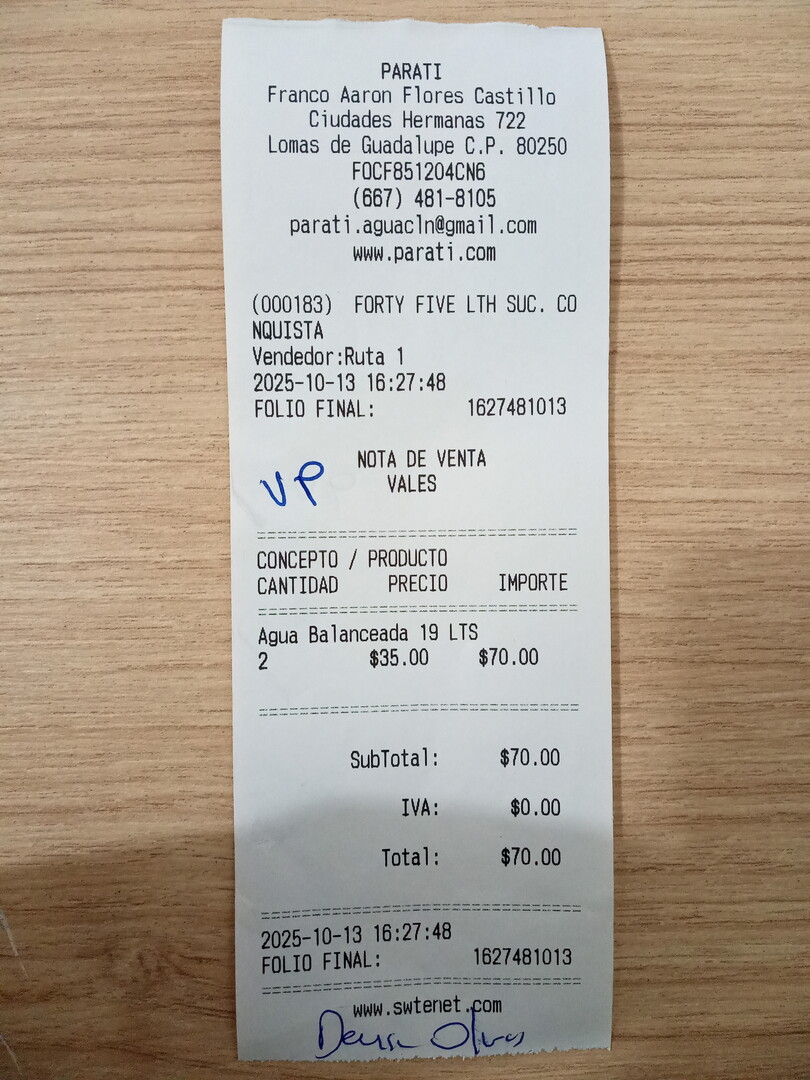 PARATI
Franco Aaron Flores Castillo
Ciudades Hermanas 722
Lomas de Guadalupe C.P. 80250
FOCF851204CN6
(667) 481-8105
parati.aguacln@gmail.com
www.parati.com
(000183) FORTY FIVE LTH SUC. CO
NQUISTA
Vendedor:Ruta 1
2025-10-13 16:27:48
FOLIO FINAL: 1627481013
NOTA DE VENTA
VP VALES
CONCEPTO / PRODUCTO
CANTIDAD PRECIO IMPORTE
Agua Balanceada 19 LTS
2 $35.00 $70.00
SubTotal: $70.00
IVA: $0.00
Total: $70.00
2025-10-13 16:27:48
FOLIO FINAL: 1627481013
www.swtenet.com